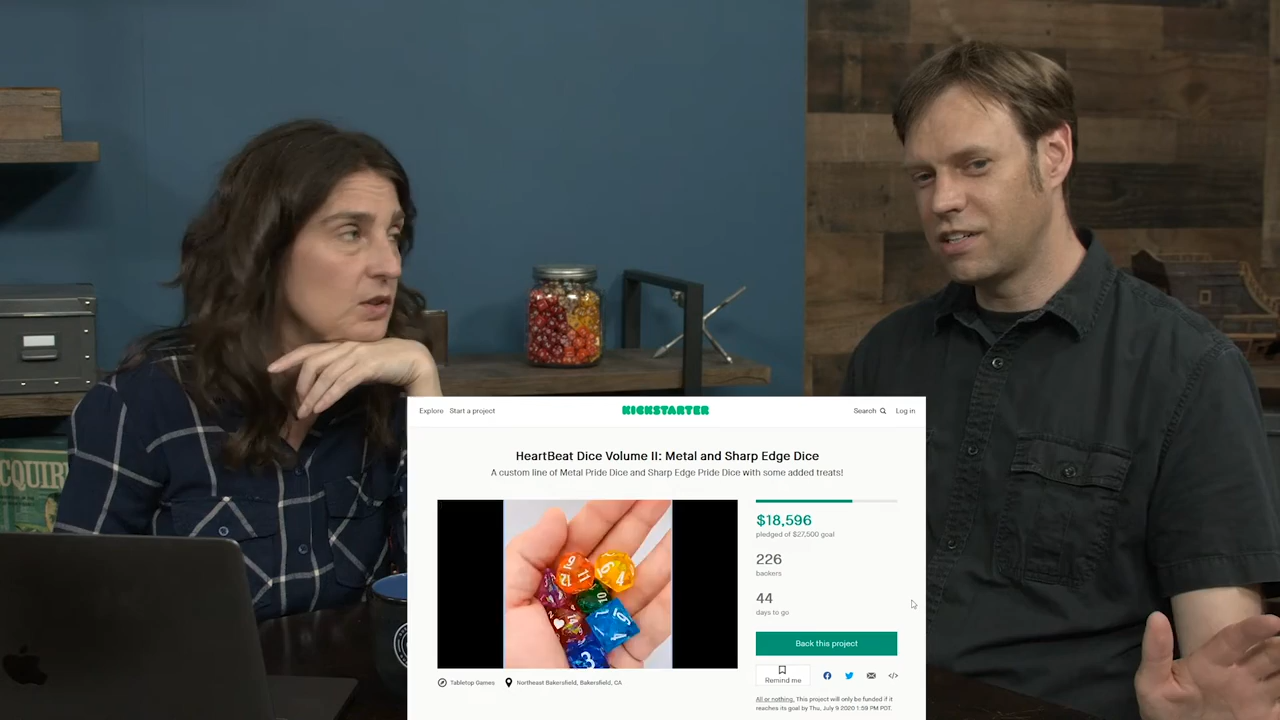 Explore Start a project KICKSTARTER Search Log in
HeartBeat Dice Volume II: Metal and Sharp Edge Dice
A custom line of Metal Pride Dice and Sharp Edge Pride Dice with some added treats!
$18,596
pledged of $27,500 goal
226
backers
44
days to go
Back this project
Remind me
Tabletop Games Northeast Bakersfield, Bakersfield, CA
All or nothing. This project will only be funded if it
reaches its goal by Thu, July 9 2020 1:59 PM PDT.
CQUIR